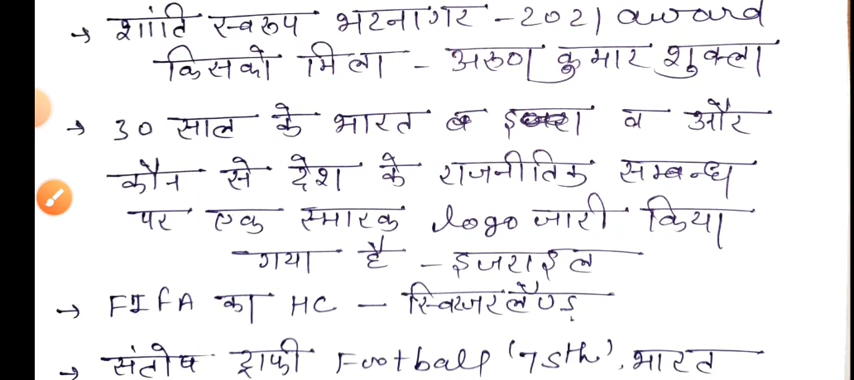 → शांति स्वरूप भटनागर - 2021 award
किसको मिला - अरूण कुमार शुक्ला
→ 30 साल के भारत व और
कौन से देश के राजनीतिक सम्बन्ध
पर एक स्मारक logo जारी किया
गया है - इजराइल
→ FIFA का HC - स्विजरलैण्ड
→ संतोष ट्राफी Football (75th), भारत